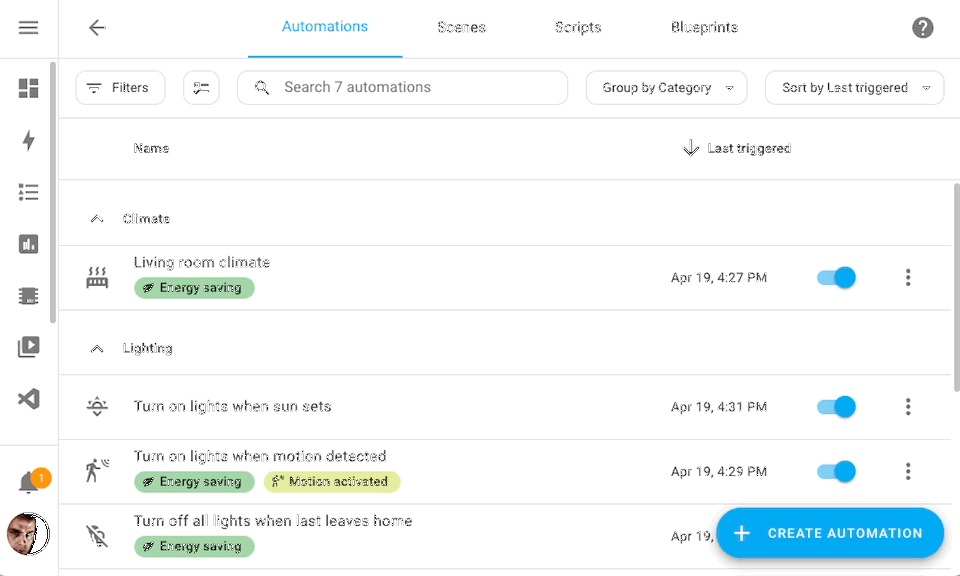 Automations
Scenes
Scripts
Blueprints
Filters
Search 7 automations
Group by Category
Sort by Last triggered
Name
Last triggered
Climate
Living room climate
Apr 19, 4:27 PM
Energy saving
Lighting
Turn on lights when sun sets
Apr 19, 4:31 PM
Turn on lights when motion detected
Apr 19, 4:29 PM
Energy saving
Motion activated
1
Turn off all lights when last leaves home
Apr 19,
Energy saving
CREATE AUTOMATION